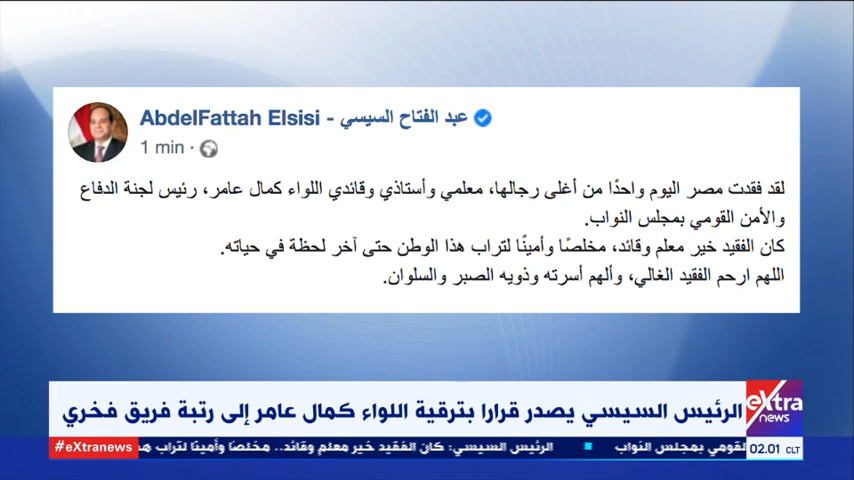 AbdelFattah Elsisi - عبد الفتاح السيسي
1 min ·
لقد فقدت مصر اليوم واحدًا من أغلى رجالها، معلمي وأستاذي وقائدي اللواء كمال عامر، رئيس لجنة الدفاع
والأمن القومي بمجلس النواب.
كان الفقيد خير معلم وقائد، مخلصًا وأمينًا لتراب هذا الوطن حتى آخر لحظة في حياته.
اللهم ارحم الفقيد الغالي، وألهم أسرته وذويه الصبر والسلوان.
الرئيس السيسي يصدر قرارا بترقية اللواء كمال عامر إلى رتبة فريق فخري
eXtra
news
#eXtranews
لقومي بمجلس النواب ■ الرئيس السيسي: كان الفقيد خير معلم وقائد.. مخلصًا وأمينًا لتراب ه
02.01 CLT